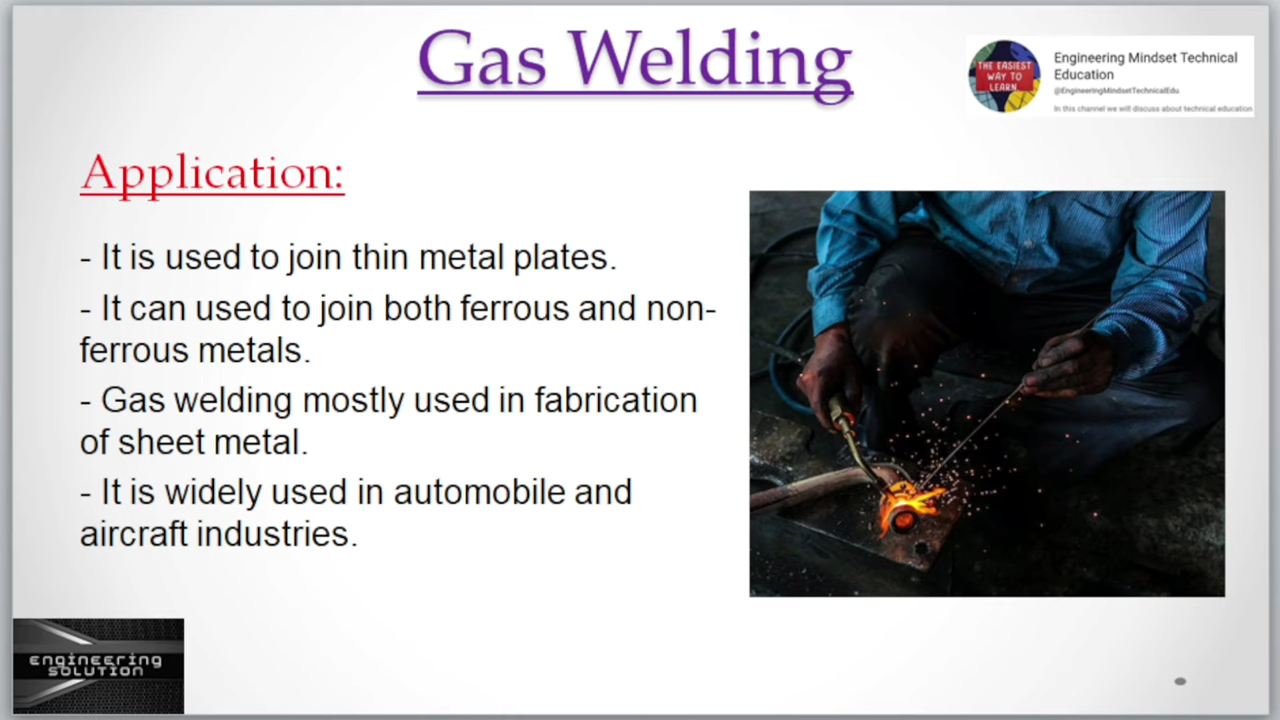 Gas Welding
THE EASIEST
WAY TO
LEARN
Engineering Mindset Technical
Education
@EngineeringMindsetTechnicalEdu
In this channel we will discuss about technical education
Application:
- It is used to join thin metal plates.
- It can used to join both ferrous and non-
ferrous metals.
- Gas welding mostly used in fabrication
of sheet metal.
- It is widely used in automobile and
aircraft industries.
engineering
SOLUTION